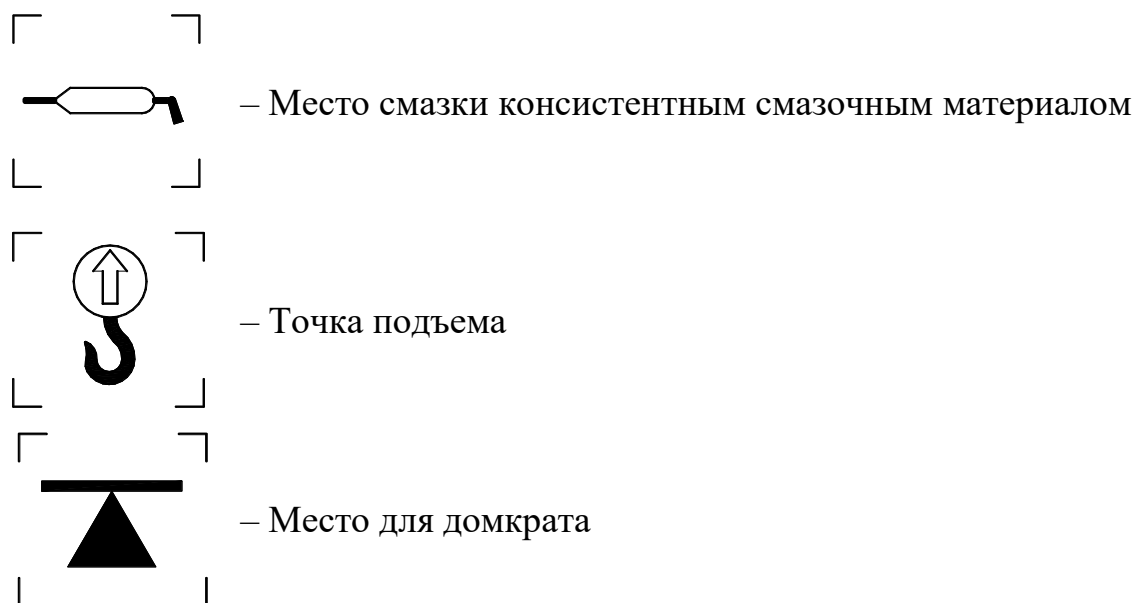 – Место смазки консистентным смазочным материалом
– Точка подъема
– Место для домкрата